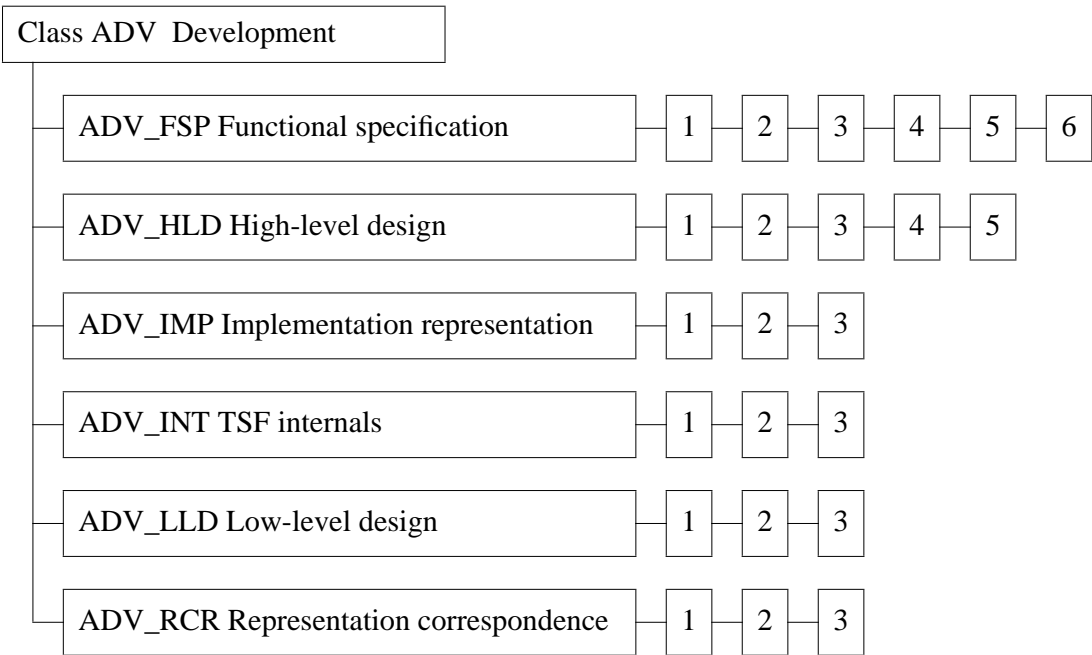 Class ADV Development
ADV_FSP Functional specification 1 2 3 4 5 6
ADV_HLD High-level design 1 2 3 4 5
ADV_IMP Implementation representation 1 2 3
ADV_INT TSF internals 1 2 3
ADV_LLD Low-level design 1 2 3
ADV_RCR Representation correspondence 1 2 3